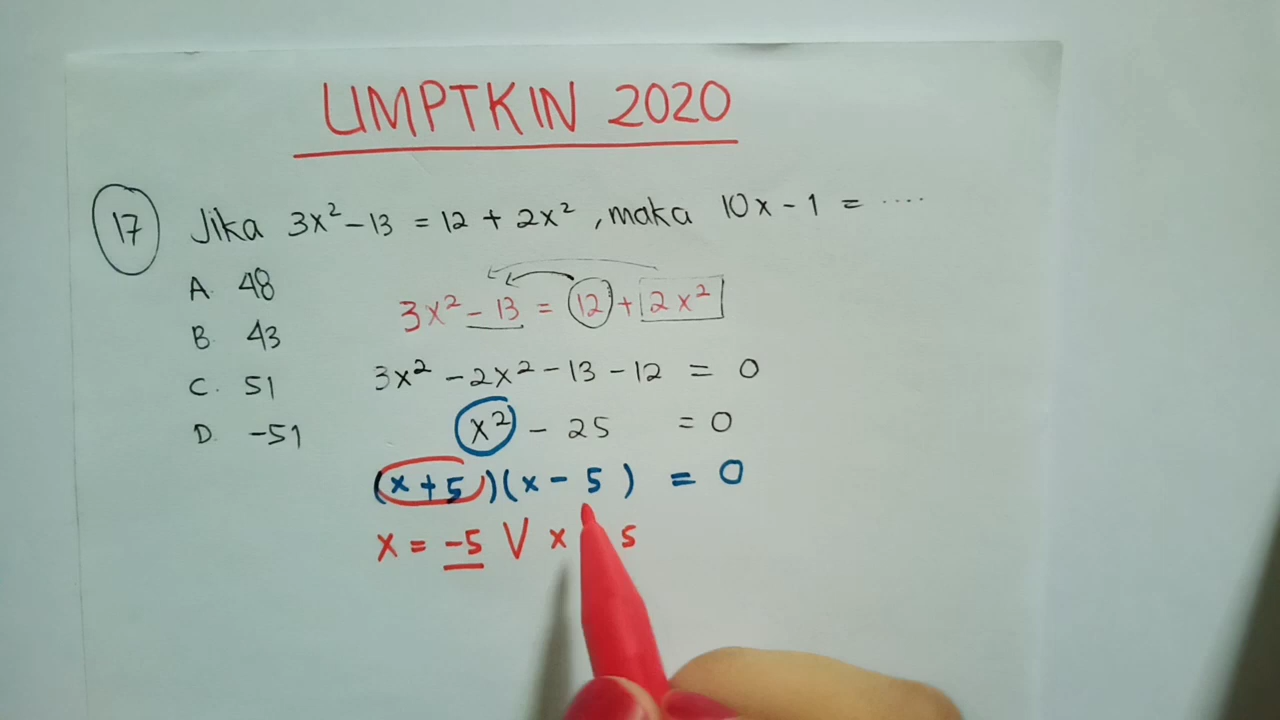 UMPTKIN 2020
17 Jika 3x² - 13 = 12 + 2x², maka 10x - 1 = ....
A. 48
B. 43
C. 51
D. -51
3x² - 13 = 12 + 2x²
3x² - 2x² - 13 - 12 = 0
x² - 25 = 0
(x + 5)(x - 5) = 0
x = -5 V x 5